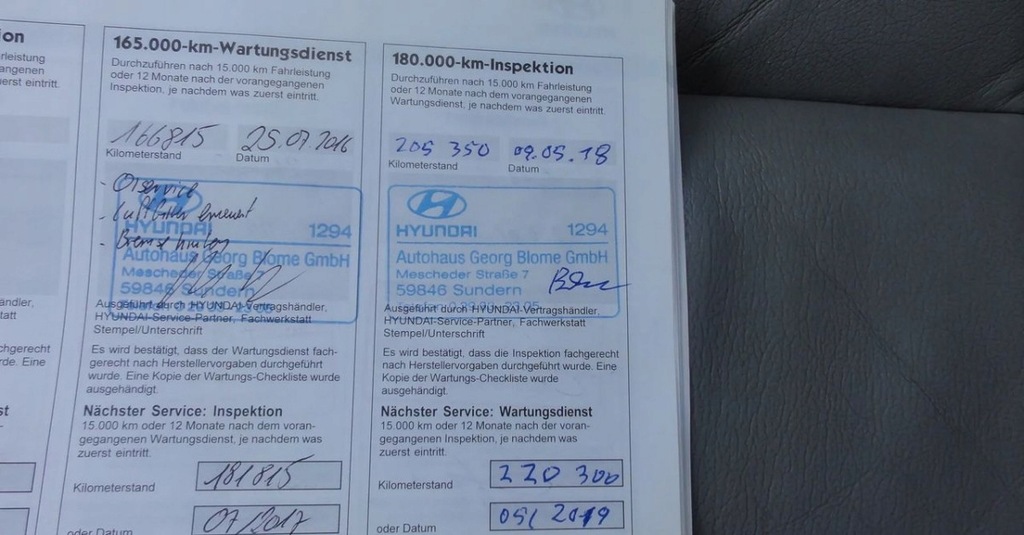 ion
rleistung
angenen
erst eintritt.
ändler,
tatt
chgerecht
rde. Eine
st
165.000-km-Wartungsdienst
Durchzuführen nach 15.000 km Fahrleistung
oder 12 Monate nach der vorangegangenen
Inspektion, je nachdem was zuerst eintritt.
166815 25.07.2016
Kilometerstand Datum
- Ölservice
- Luftfilter erneuert
- Bremse hinten
HYUNDAI 1294
Autohaus Georg Blome GmbH
Mescheder Straße 7
59846 Sundern
Ausgeführt durch HYUNDAI-Vertragshändler,
HYUNDAI-Service-Partner, Fachwerkstatt
Stempel/Unterschrift
Es wird bestätigt, dass der Wartungsdienst fach-
gerecht nach Herstellervorgaben durchgeführt
wurde. Eine Kopie der Wartungs-Checkliste wurde
ausgehändigt.
Nächster Service: Inspektion
15.000 km oder 12 Monate nach dem voran-
gegangenen Wartungsdienst, je nachdem was
zuerst eintritt.
Kilometerstand 181815
oder Datum 07/2017
180.000-km-Inspektion
Durchzuführen nach 15.000 km Fahrleistung
oder 12 Monate nach der vorangegangenen
Wartungsdienst, je nachdem was zuerst eintritt.
205 350 09.05.18
Kilometerstand Datum
HYUNDAI 1294
Autohaus Georg Blome GmbH
Mescheder Straße 7
59846 Sundern
Ausgeführt durch HYUNDAI-Vertragshändler,
HYUNDAI-Service-Partner, Fachwerkstatt
Stempel/Unterschrift
Es wird bestätigt, dass die Inspektion fachgerecht
nach Herstellervorgaben durchgeführt wurde. Eine
Kopie der Wartungs-Checkliste wurde
ausgehändigt.
Nächster Service: Wartungsdienst
15.000 km oder 12 Monate nach der voran-
gegangenen Inspektion, je nachdem was
zuerst eintritt.
Kilometerstand 220 300
oder Datum 05/2019